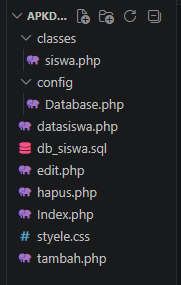 APKD...
classes
siswa.php
config
Database.php
datasiswa.php
db_siswa.sql
edit.php
hapus.php
Index.php
# styele.css
tambah.php